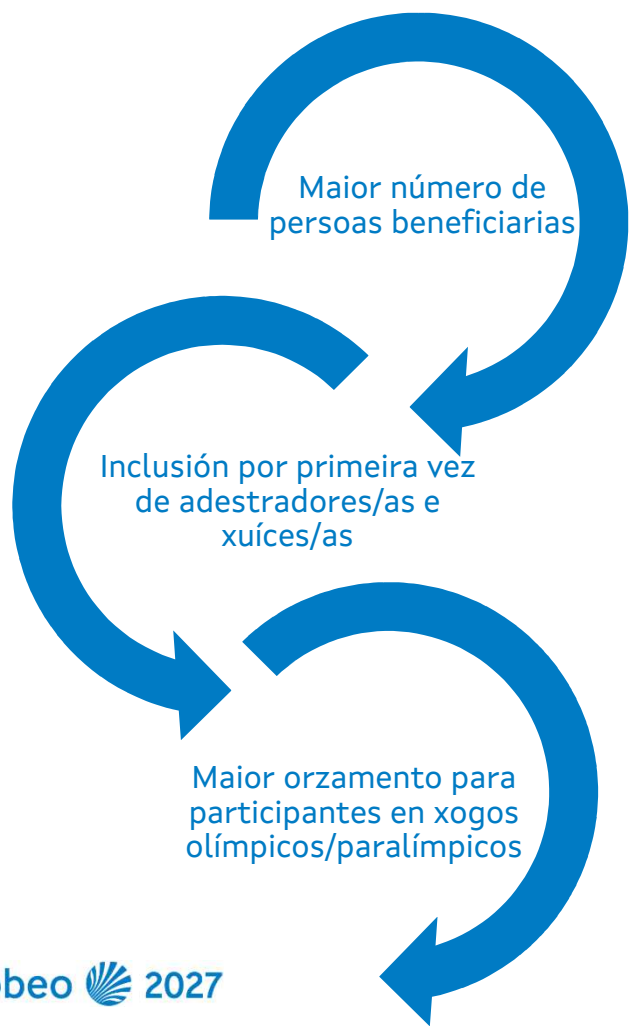 Maior número de
persoas beneficiarias
Inclusión por primeira vez
de adestradores/as e
xuíces/as
Maior orzamento para
participantes en xogos
olímpicos/paralímpicos
2027